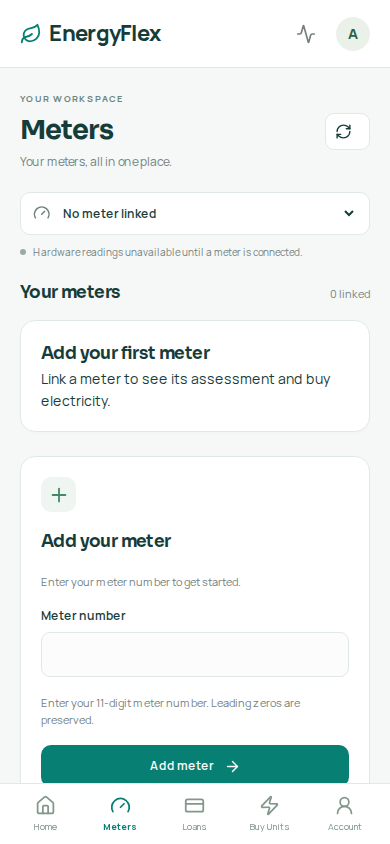 EnergyFlex
A
YOUR WORKSPACE
Meters
Your meters, all in one place.
No meter linked
Hardware readings unavailable until a meter is connected.
Your meters
0 linked
Add your first meter
Link a meter to see its assessment and buy
electricity.
Add your meter
Enter your meter number to get started.
Meter number
Enter your 11-digit meter number. Leading zeros are
preserved.
Add meter
Home
Meters
Loans
Buy Units
Account